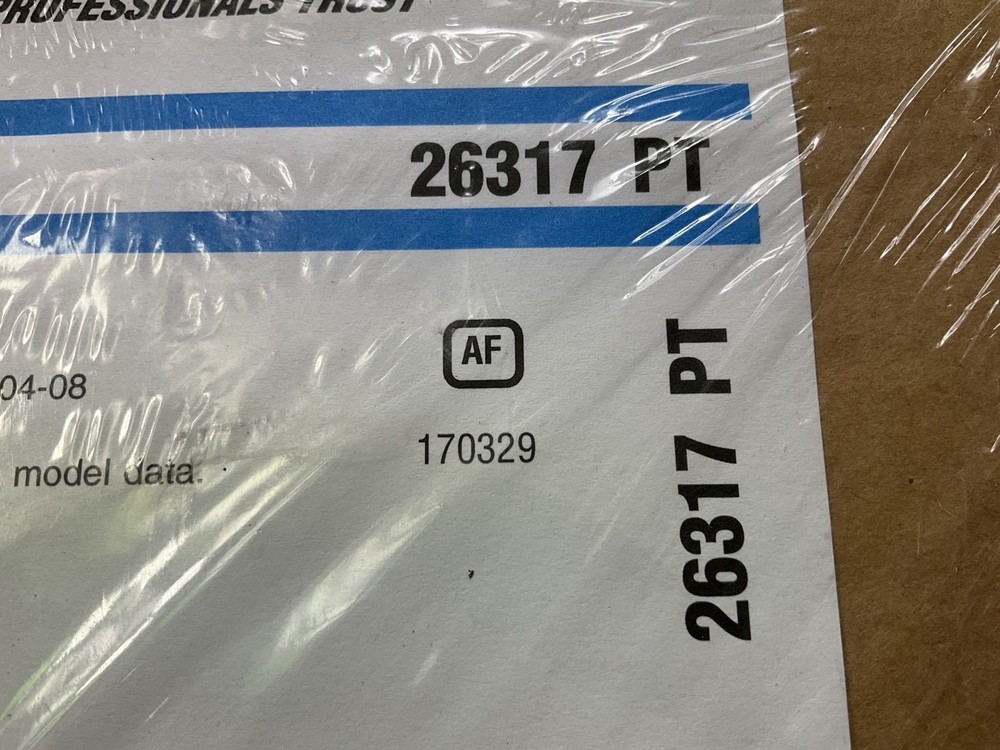 PROFESSIONALS TRUST
26317 PT
AF
04-08
170329
model data.
26317 PT